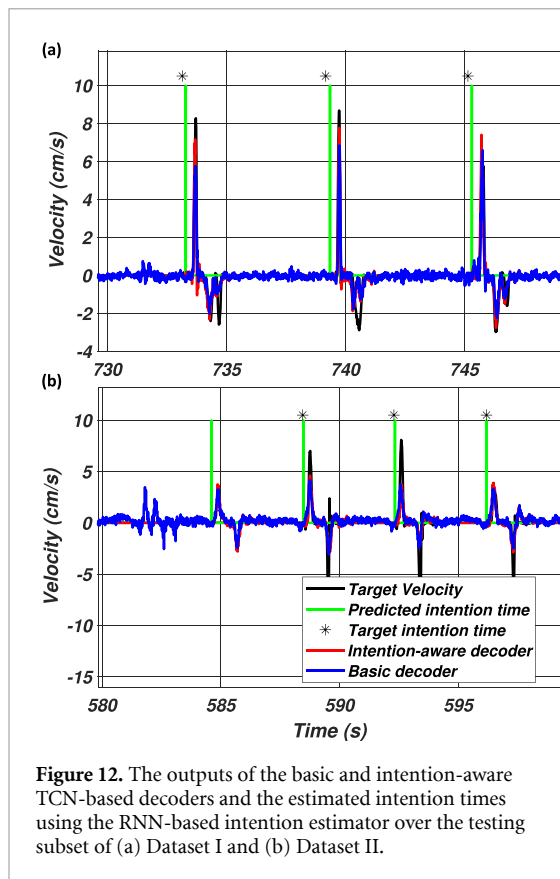 (a)
10
8
6
4
2
0
-2
-4
Velocity (cm/s)
730
735
740
745
(b)
10
5
0
-5
-10
-15
Velocity (cm/s)
Target Velocity
Predicted intention time
Target intention time
Intention-aware decoder
Basic decoder
580
585
590
595
Time (s)
Figure 12. The outputs of the basic and intention-aware
TCN-based decoders and the estimated intention times
using the RNN-based intention estimator over the testing
subset of (a) Dataset I and (b) Dataset II.